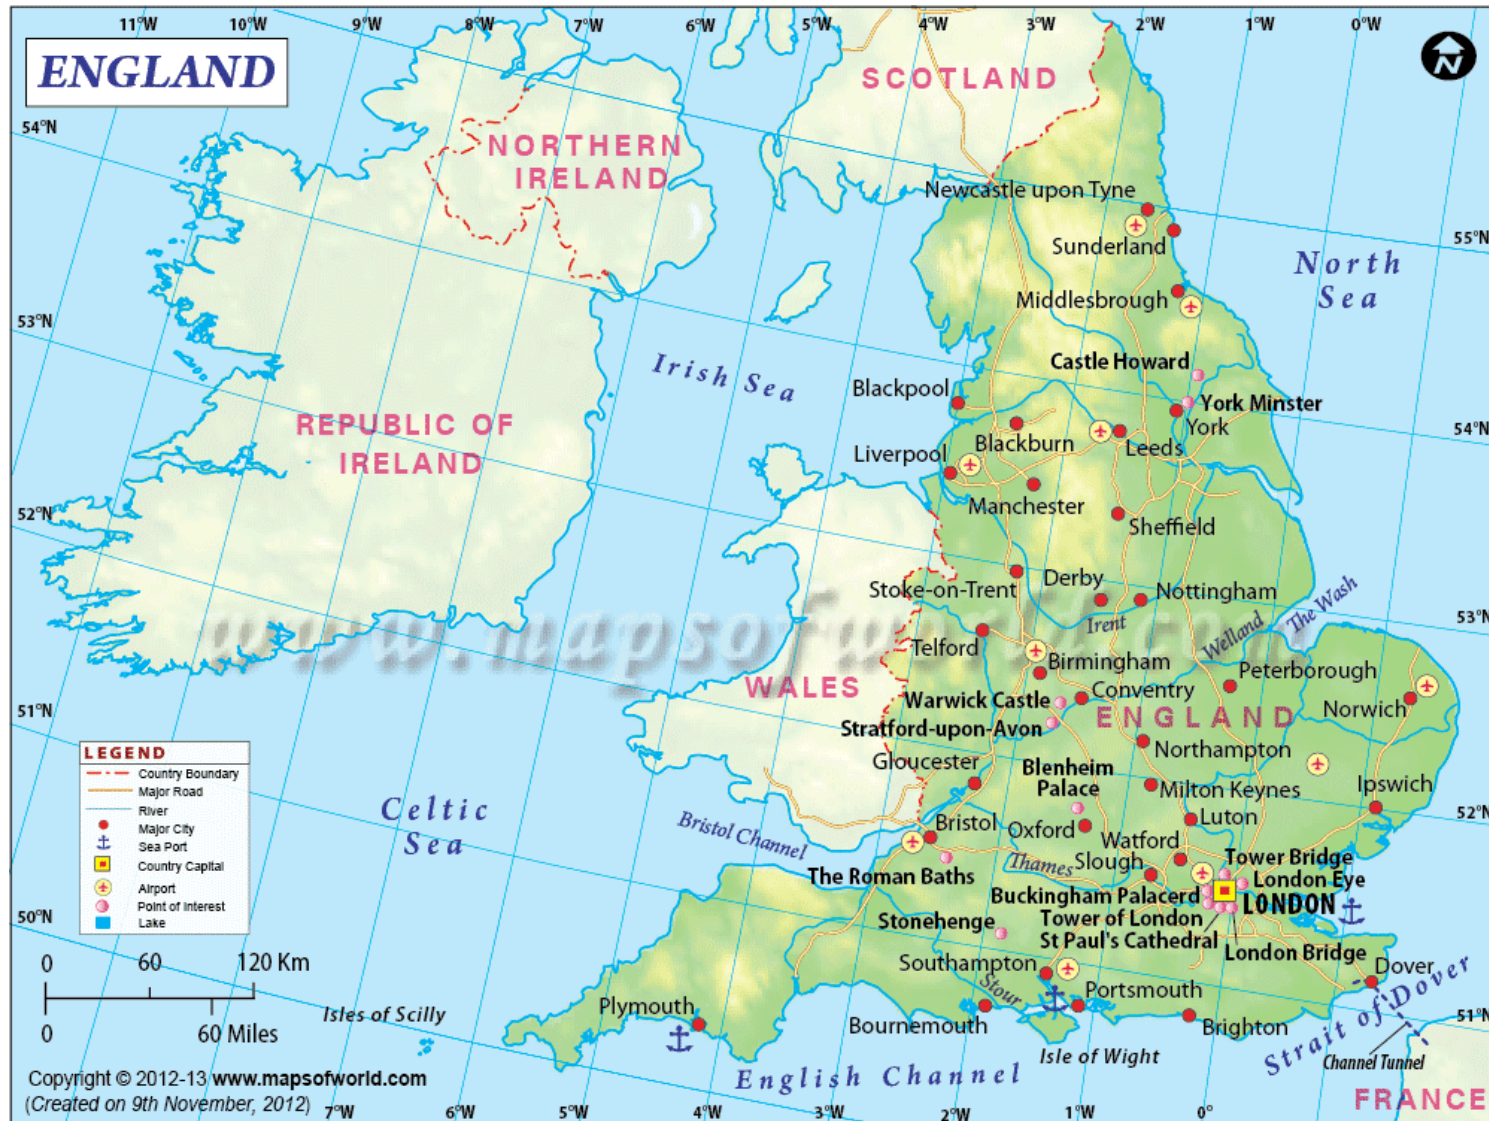 11°W
10°W
9°W
8°W
7°W
6°W
5°W
4°W
3°W
2°W
1°W
0°W
ENGLAND
N
SCOTLAND
54°N
NORTHERN
IRELAND
Newcastle upon Tyne
Sunderland
55°N
North
Sea
Middlesbrough
53°N
Castle Howard
Irish Sea
Blackpool
York Minster
York
REPUBLIC OF
IRELAND
Blackburn
Leeds
54°N
Liverpool
Manchester
52°N
Sheffield
Stoke-on-Trent
Derby
Nottingham
The Wash
www.mapsofworld.com
Irent
Welland
53°N
Telford
Birmingham
Peterborough
WALES
Warwick Castle
Coventry
ENGLAND
Norwich
51°N
Stratford-upon-Avon
Northampton
Gloucester
Blenheim
Palace
Milton Keynes
Ipswich
LEGEND
Country Boundary
Major Road
River
Major City
Sea Port
Country Capital
Airport
Point of Interest
Lake
Celtic
Sea
Bristol Channel
Bristol
Oxford
Watford
Luton
52°N
Thames
Slough
Tower Bridge
The Roman Baths
London Eye
Buckingham Palacerd
LONDON
50°N
Stonehenge
Tower of London
St Paul's Cathedral
London Bridge
0 60 120 Km
0 60 Miles
Southampton
Dover
Stour
Portsmouth
Isles of Scilly
Plymouth
Bournemouth
Brighton
Strait of Dover
51°N
Isle of Wight
Channel Tunnel
English Channel
FRANCE
Copyright © 2012-13 www.mapsofworld.com
(Created on 9th November, 2012)
7°W
6°W
5°W
4°W
3°W
2°W
1°W
0°